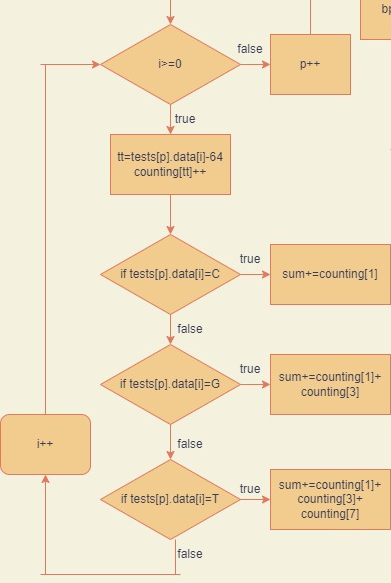 bp
i>=0
false
p++
true
tt=tests[p].data[i]-64
counting[tt]++
if tests[p].data[i]=C
true
sum+=counting[1]
false
if tests[p].data[i]=G
true
sum+=counting[1]+
counting[3]
false
i++
if tests[p].data[i]=T
true
sum+=counting[1]+
counting[3]+
counting[7]
false